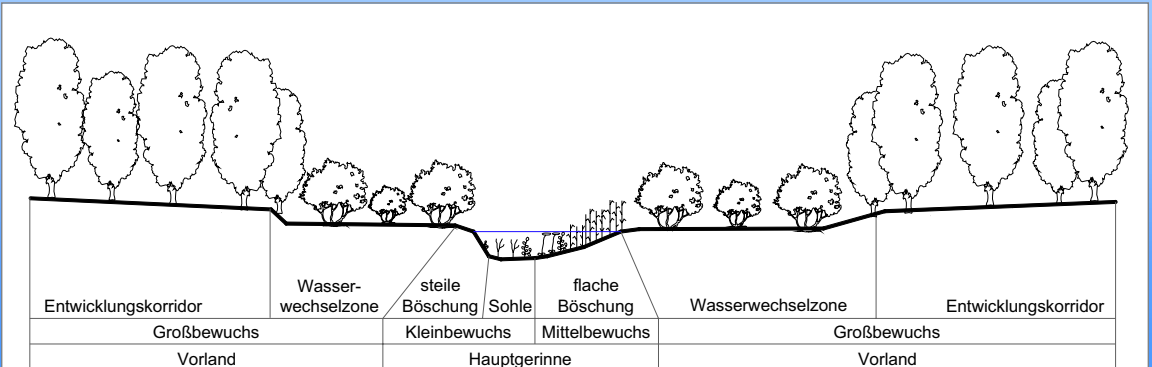 Wasser-
wechselzone
steile
Böschung
flache
Böschung
Entwicklungskorridor
Sohle
Wasserwechselzone
Entwicklungskorridor
Großbewuchs
Kleinbewuchs
Mittelbewuchs
Großbewuchs
Vorland
Hauptgerinne
Vorland